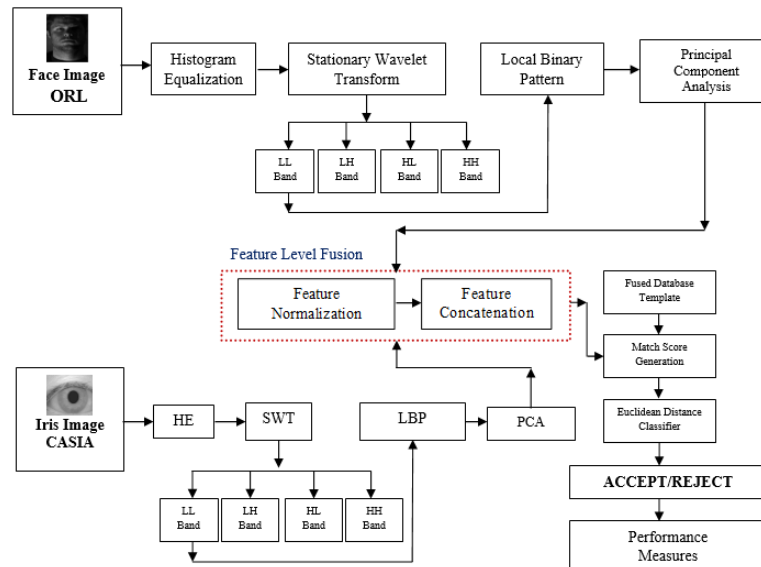 Face Image
ORL
Histogram
Equalization
Stationary Wavelet
Transform
Local Binary
Pattern
Principal
Component
Analysis
LL
Band
LH
Band
HL
Band
HH
Band
Feature Level Fusion
Feature
Normalization
Feature
Concatenation
Fused Database
Template
Match Score
Generation
Euclidean Distance
Classifier
ACCEPT/REJECT
Performance
Measures
Iris Image
CASIA
HE
SWT
LBP
PCA
LL
Band
LH
Band
HL
Band
HH
Band